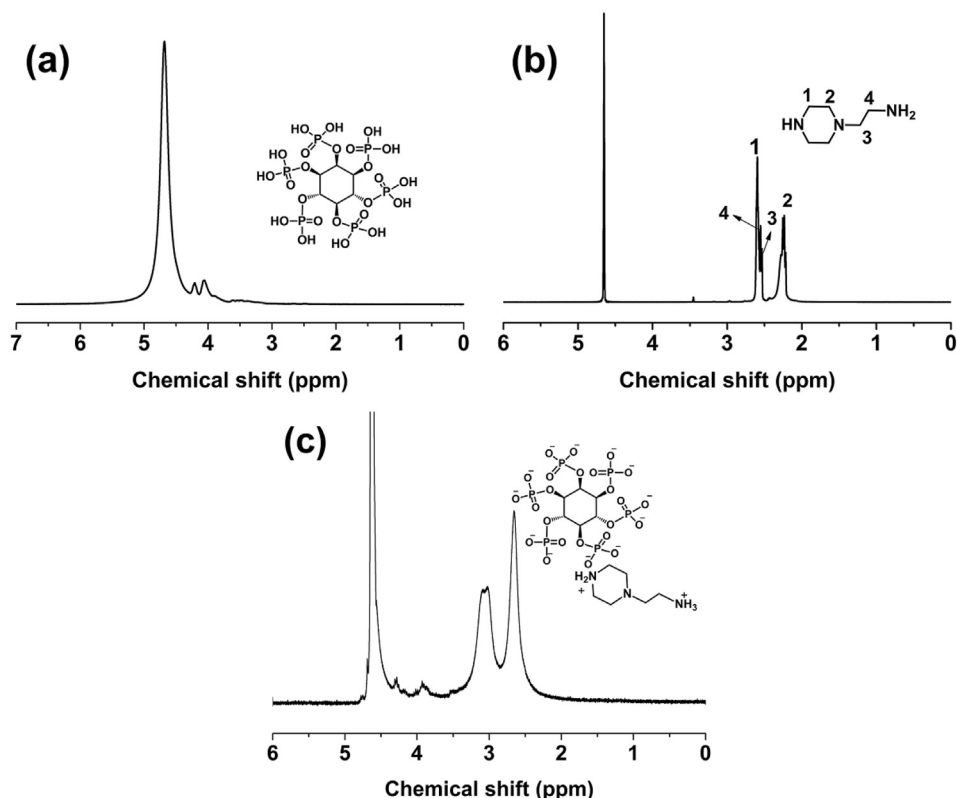 (a)
OH OH
HO P O O O P OH
OH O
HO P O O
HO O P OH
O O OH
HO P O O P O OH
OH HO OH
7 6 5 4 3 2 1 0
Chemical shift (ppm)
(b)
1 2 4
HN N NH2
3
1
4 3 2
6 5 4 3 2 1 0
Chemical shift (ppm)
(c)
O− O−
−O P O O O P O−
O− O
−O P O O
−O O P O−
O O O−
−O P O O P O O−
O− −O
H2N N NH3
+ +
6 5 4 3 2 1 0
Chemical shift (ppm)